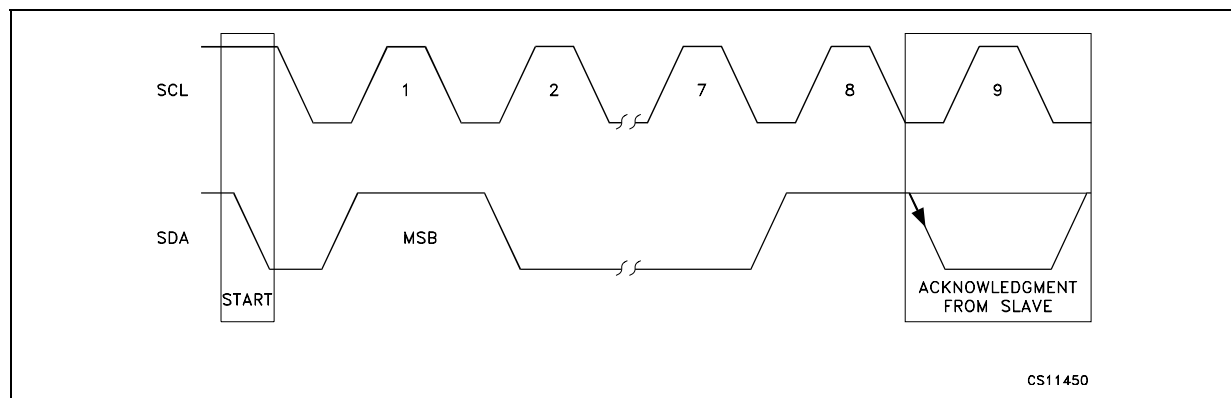 SCL
1
2
7
8
9
SDA
MSB
START
ACKNOWLEDGMENT
FROM SLAVE
CS11450